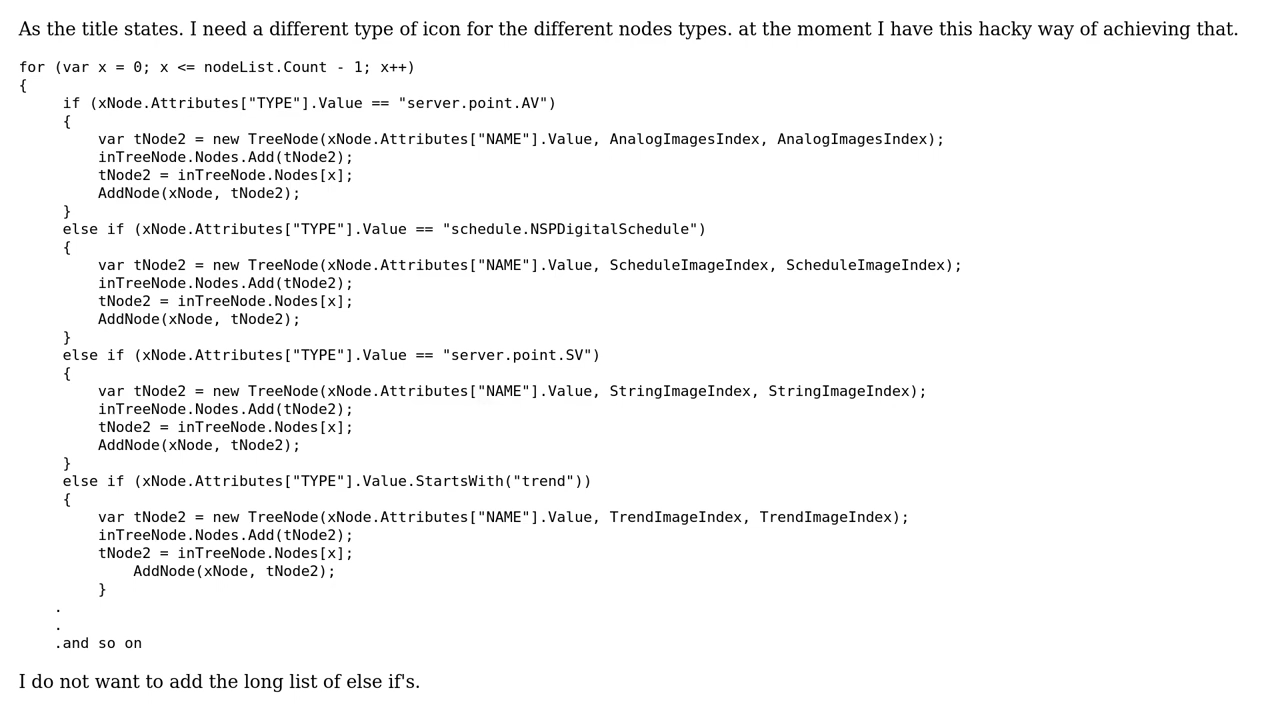 As the title states. I need a different type of icon for the different nodes types. at the moment I have this hacky way of achieving that.
for (var x = 0; x <= nodeList.Count - 1; x++)
{
     if (xNode.Attributes["TYPE"].Value == "server.point.AV")
     {
         var tNode2 = new TreeNode(xNode.Attributes["NAME"].Value, AnalogImagesIndex, AnalogImagesIndex);
         inTreeNode.Nodes.Add(tNode2);
         tNode2 = inTreeNode.Nodes[x];
         AddNode(xNode, tNode2);
     }
     else if (xNode.Attributes["TYPE"].Value == "schedule.NSPDigitalSchedule")
     {
         var tNode2 = new TreeNode(xNode.Attributes["NAME"].Value, ScheduleImageIndex, ScheduleImageIndex);
         inTreeNode.Nodes.Add(tNode2);
         tNode2 = inTreeNode.Nodes[x];
         AddNode(xNode, tNode2);
     }
     else if (xNode.Attributes["TYPE"].Value == "server.point.SV")
     {
         var tNode2 = new TreeNode(xNode.Attributes["NAME"].Value, StringImageIndex, StringImageIndex);
         inTreeNode.Nodes.Add(tNode2);
         tNode2 = inTreeNode.Nodes[x];
         AddNode(xNode, tNode2);
     }
     else if (xNode.Attributes["TYPE"].Value.StartsWith("trend"))
     {
         var tNode2 = new TreeNode(xNode.Attributes["NAME"].Value, TrendImageIndex, TrendImageIndex);
         inTreeNode.Nodes.Add(tNode2);
         tNode2 = inTreeNode.Nodes[x];
             AddNode(xNode, tNode2);
         }
    .
    .
    .and so on
I do not want to add the long list of else if's.